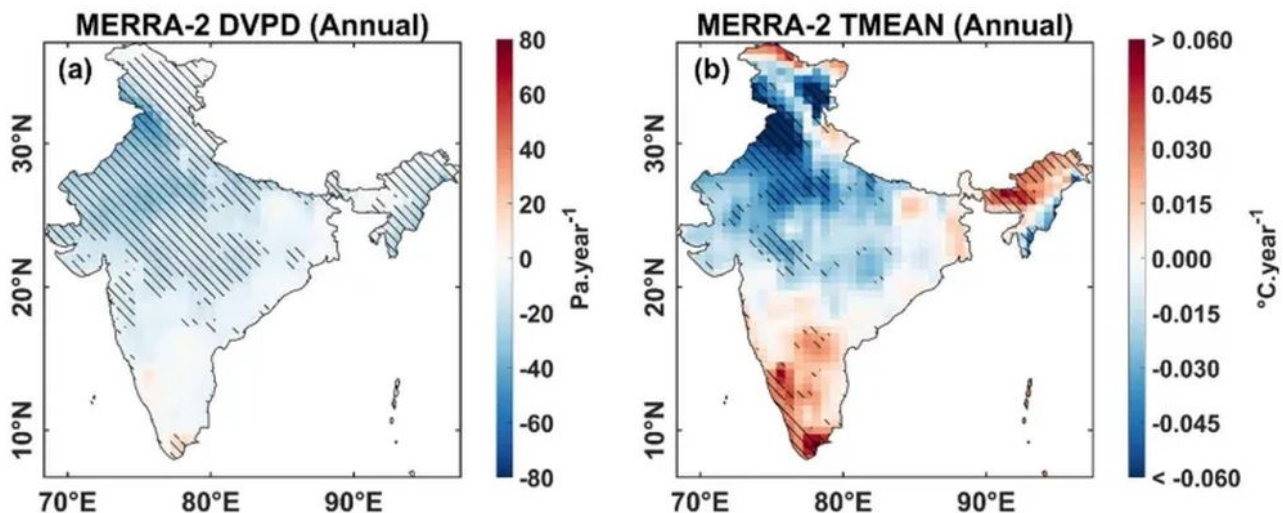 MERRA-2 DVPD (Annual)
(a)
30°N
20°N
10°N
70°E 80°E 90°E
80
60
40
20
0
-20
-40
-60
-80
Pa.year⁻¹
MERRA-2 TMEAN (Annual)
(b)
30°N
20°N
10°N
70°E 80°E 90°E
> 0.060
0.045
0.030
0.015
0.000
-0.015
-0.030
-0.045
< -0.060
°C.year⁻¹